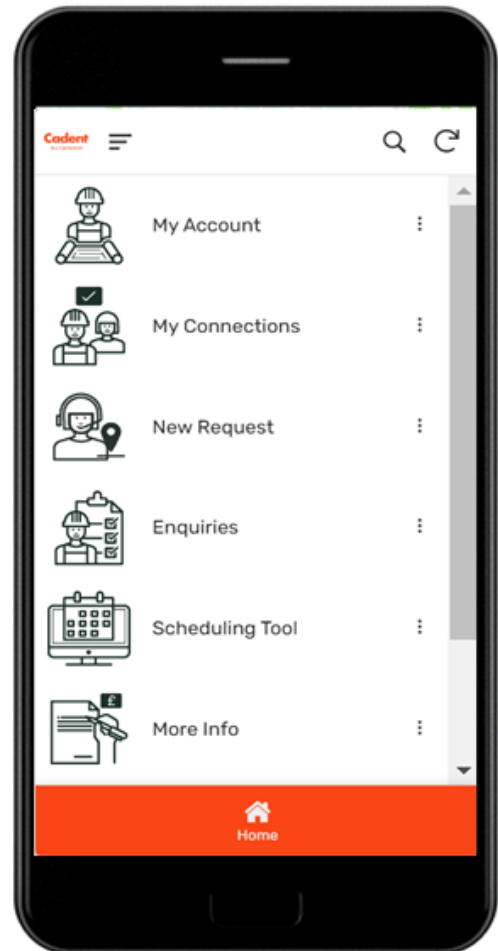 Cadent
My Account
My Connections
New Request
Enquiries
Scheduling Tool
£
More Info
Home